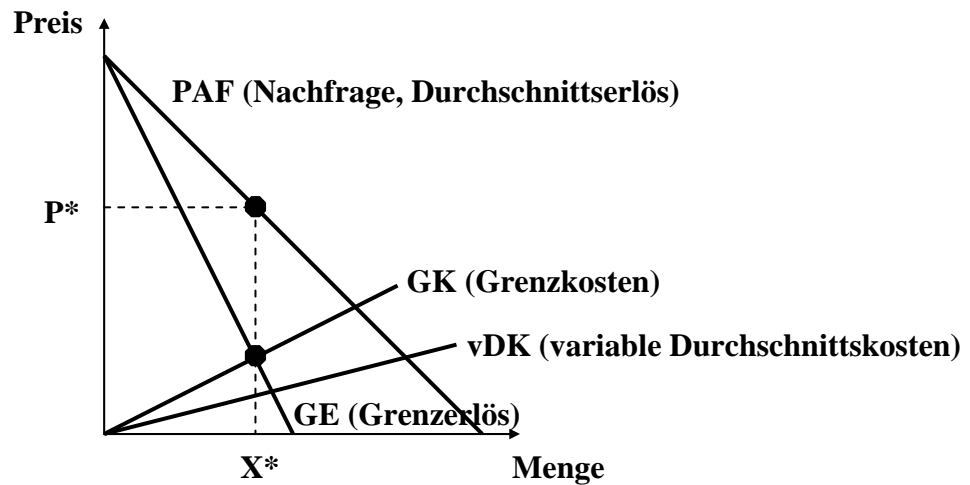 Preis
PAF (Nachfrage, Durchschnittserlös)
P*
GK (Grenzkosten)
vDK (variable Durchschnittskosten)
GE (Grenzerlös)
X*
Menge